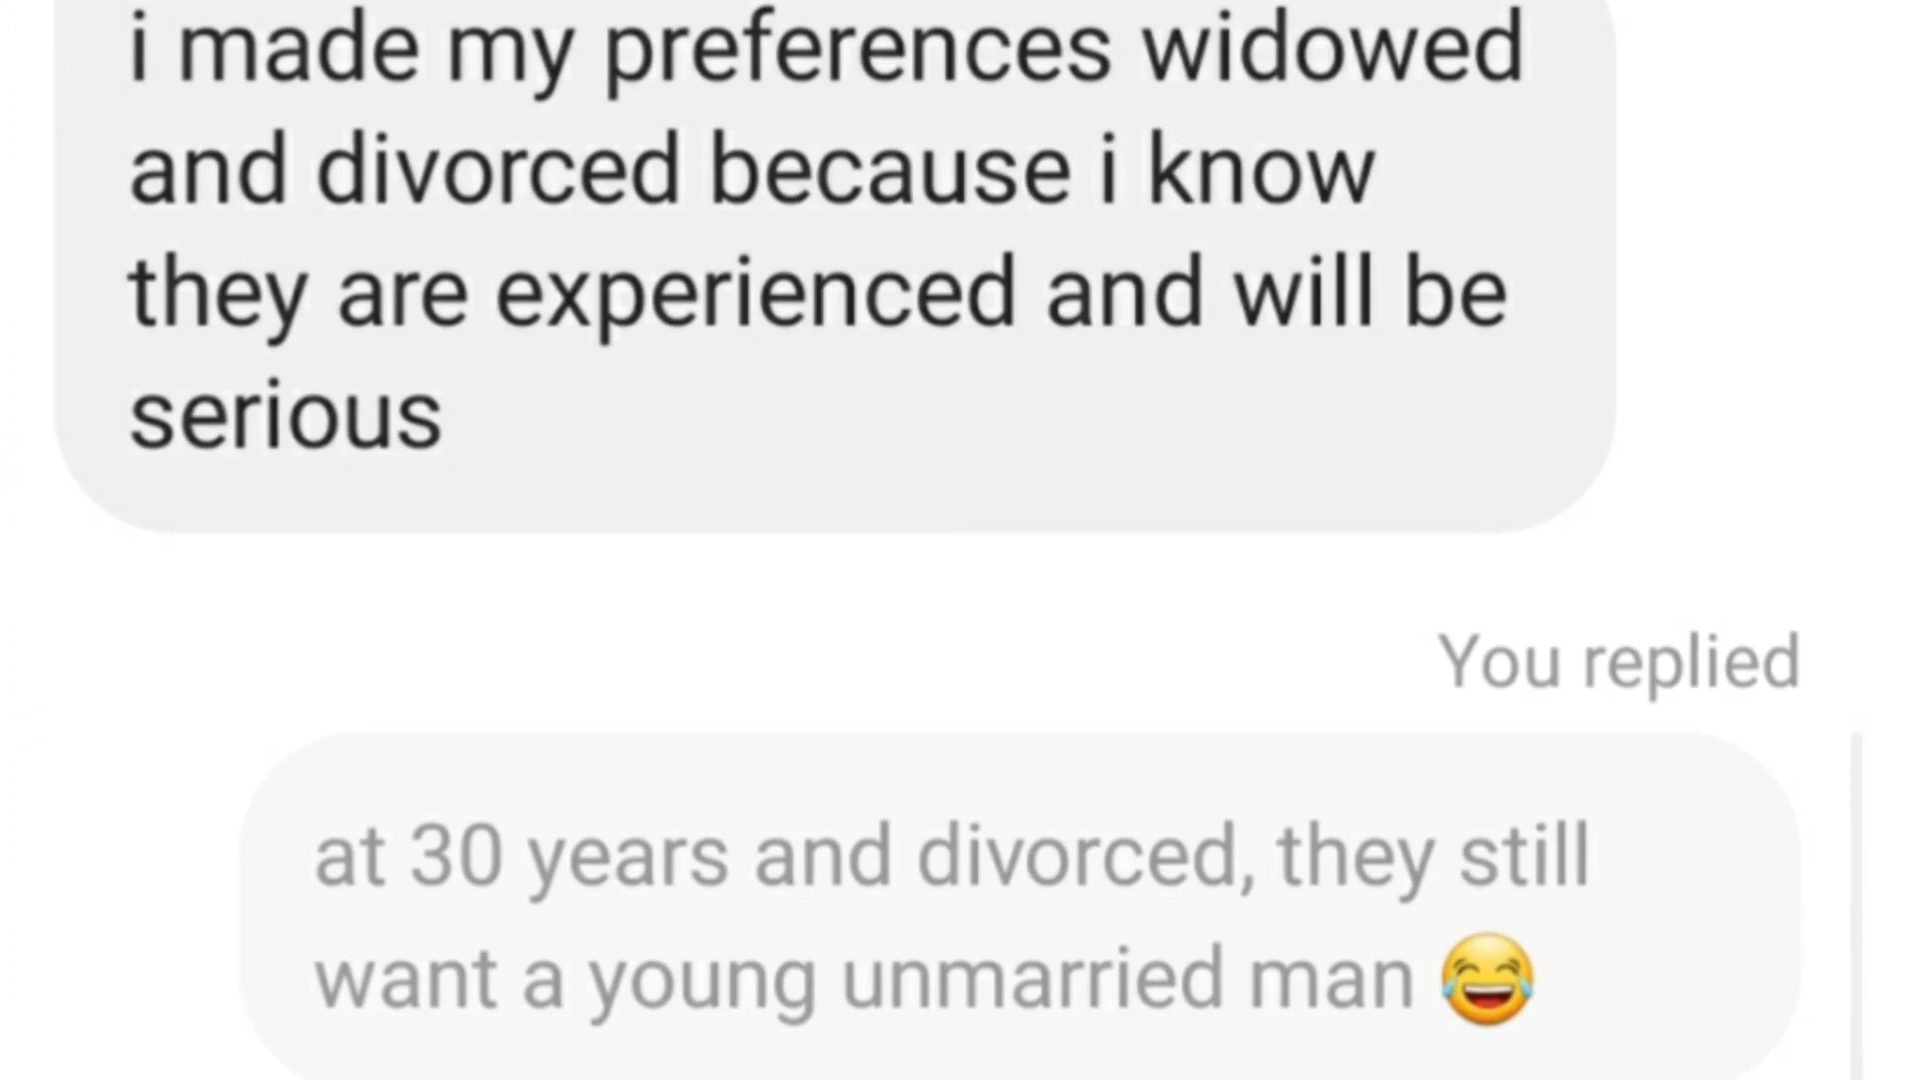 i made my preferences widowed
and divorced because i know
they are experienced and will be
serious
You replied
at 30 years and divorced, they still
want a young unmarried man 😂